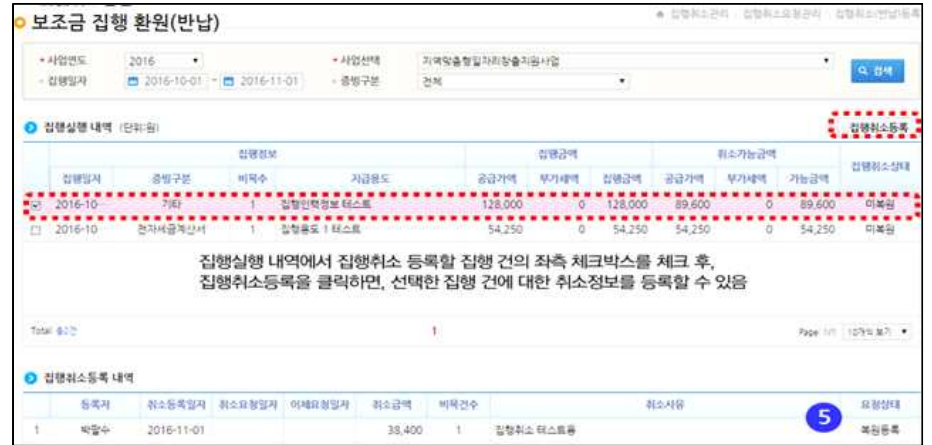 보조금 집행 환원(반납)
집행취소관리 집행취소요청관리 집행취소(반납)등록
사업연도 2016 사업선택 지역맞춤형일자리창출지원사업
집행일자 2016-10-01 ~ 2016-11-01 증빙구분 전체
검색
집행실행 내역 (단위:원) 집행취소등록
집행정보 집행금액 취소가능금액 집행취소상태
집행일자 증빙구분 비목수 지급용도 공급가액 부가세액 집행금액 공급가액 부가세액 가능금액
2016-10-... 기타 1 집행인력정보 테스트 128,000 0 128,000 89,600 0 89,600 미복원
2016-10 전자세금계산서 1 집행용도 1 테스트 54,250 0 54,250 54,250 0 54,250 미복원
집행실행 내역에서 집행취소 등록할 집행 건의 좌측 체크박스를 체크 후,
집행취소등록을 클릭하면, 선택한 집행 건에 대한 취소정보를 등록할 수 있음
Total 총2건 1 Page 1/1 10개씩 보기
집행취소등록 내역
등록자 취소등록일자 취소요청일자 이체요청일자 취소금액 비목건수 취소사유 요청상태
1 박팔수 2016-11-01 38,400 1 집행취소 테스트용 5 복원등록